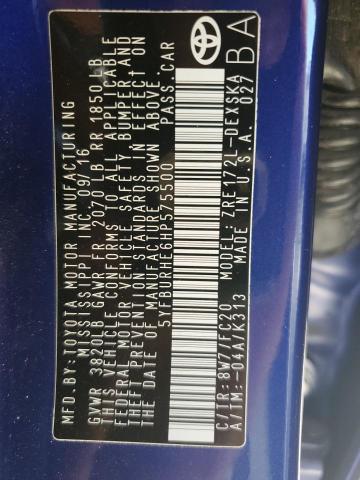 MFD. BY: TOYOTA MOTOR MANUFACTURING
MISSISSIPPI INC. 09/16
GVWR 3820LB GAWR FR 2070LB RR 1850LB
THIS VEHICLE CONFORMS TO ALL APPLICABLE
FEDERAL MOTOR VEHICLE SAFETY, BUMPER AND
THEFT PREVENTION STANDARDS IN EFFECT ON
THE DATE OF MANUFACTURE SHOWN ABOVE.
5YFBURHE6HP575500 PASS. CAR
C/TR: 8W7/FC20 MODEL: ZRE172L-DEXSKA
A/TM: -04A/K313 MADE IN U.S.A. 027
BA
TOYOTA